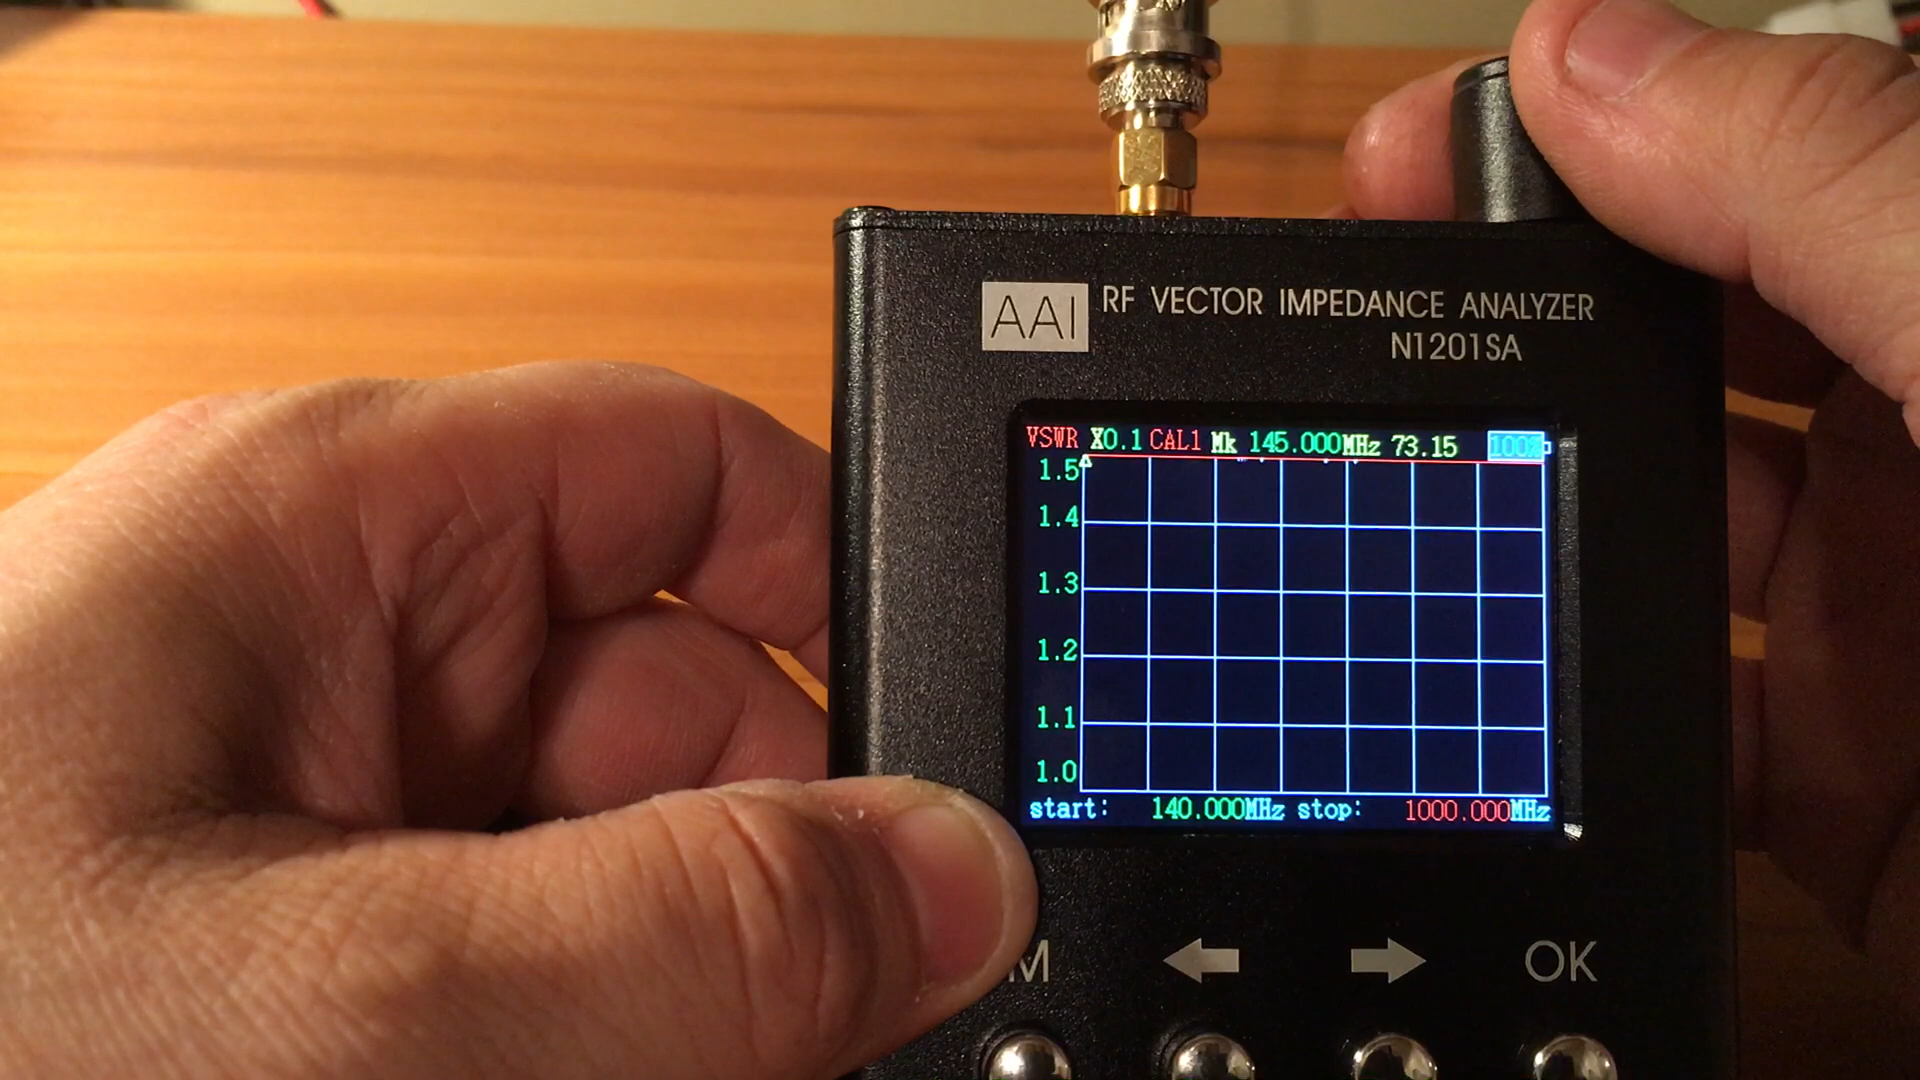 AAI RF VECTOR IMPEDANCE ANALYZER
N1201SA
VSWR X0.1 CAL1 Mk 145.000MHz 73.15 100%
1.5
1.4
1.3
1.2
1.1
1.0
start: 140.000MHz stop: 1000.000MHz
M OK